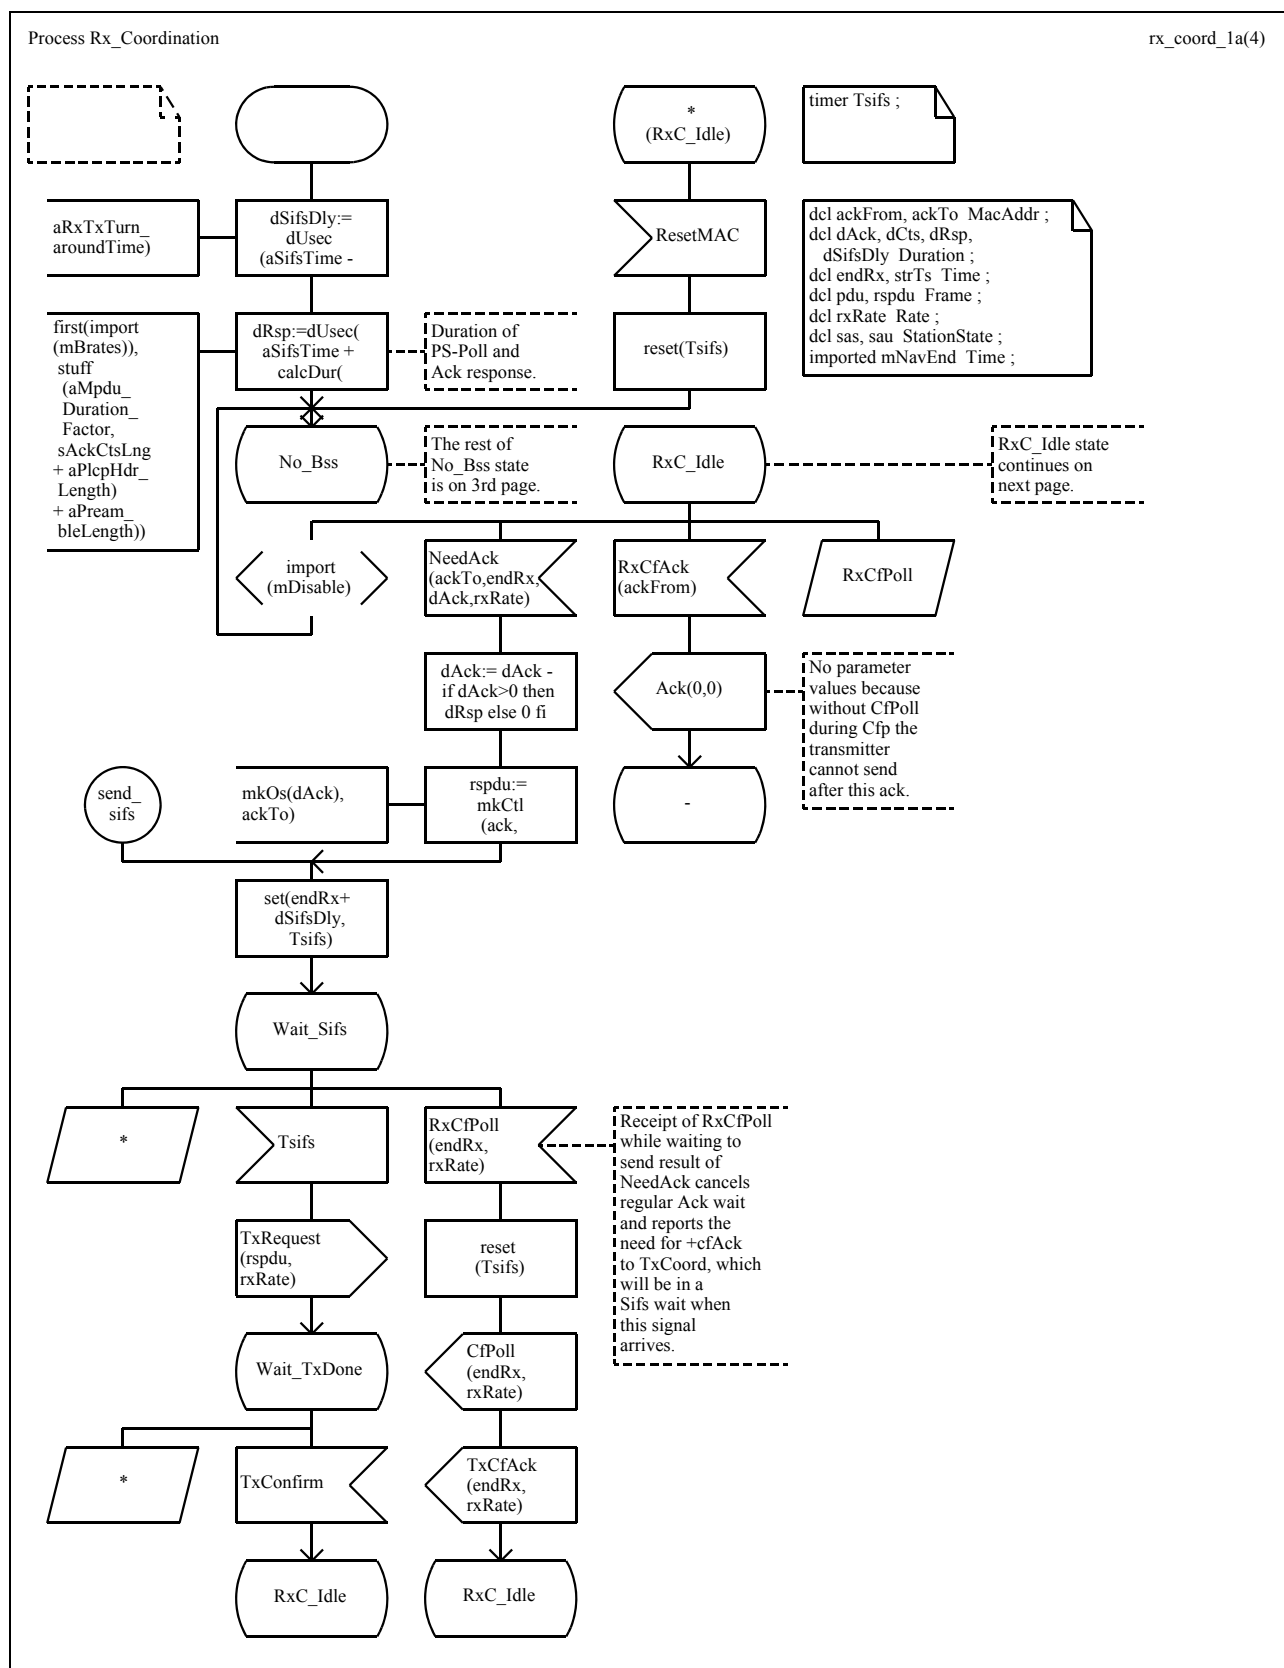 Process Rx_Coordination
rx_coord_1a(4)
*
(RxC_Idle)
timer Tsifs ;
aRxTxTurn_
aroundTime)
dSifsDly:=
dUsec
(aSifsTime -
ResetMAC
dcl ackFrom, ackTo MacAddr ;
dcl dAck, dCts, dRsp,
dSifsDly Duration ;
dcl endRx, strTs Time ;
dcl pdu, rspdu Frame ;
dcl rxRate Rate ;
dcl sas, sau StationState ;
imported mNavEnd Time ;
first(import
(mBrates)),
stuff
(aMpdu_
Duration_
Factor,
sAckCtsLng
+ aPlcpHdr_
Length)
+ aPream_
bleLength))
dRsp:=dUsec(
aSifsTime +
calcDur(
Duration of
PS-Poll and
Ack response.
reset(Tsifs)
No_Bss
The rest of
No_Bss state
is on 3rd page.
RxC_Idle
RxC_Idle state
continues on
next page.
import
(mDisable)
NeedAck
(ackTo,endRx,
dAck,rxRate)
RxCfAck
(ackFrom)
RxCfPoll
dAck:= dAck -
if dAck>0 then
dRsp else 0 fi
Ack(0,0)
No parameter
values because
without CfPoll
during Cfp the
transmitter
cannot send
after this ack.
send_
sifs
mkOs(dAck),
ackTo)
rspdu:=
mkCtl
(ack,
-
set(endRx+
dSifsDly,
Tsifs)
Wait_Sifs
*
Tsifs
RxCfPoll
(endRx,
rxRate)
Receipt of RxCfPoll
while waiting to
send result of
NeedAck cancels
regular Ack wait
and reports the
need for +cfAck
to TxCoord, which
will be in a
Sifs wait when
this signal
arrives.
TxRequest
(rspdu,
rxRate)
reset
(Tsifs)
Wait_TxDone
CfPoll
(endRx,
rxRate)
*
TxConfirm
TxCfAck
(endRx,
rxRate)
RxC_Idle
RxC_Idle